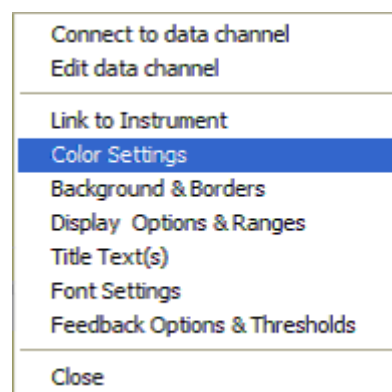 Connect to data channel
Edit data channel
Link to Instrument
Color Settings
Background & Borders
Display Options & Ranges
Title Text(s)
Font Settings
Feedback Options & Thresholds
Close